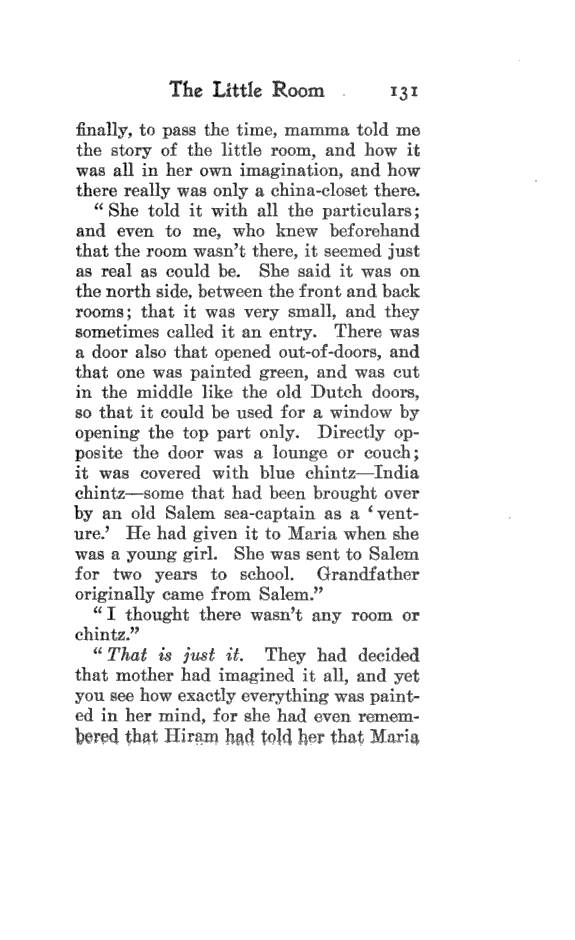 The Little Room 131
finally, to pass the time, mamma told me
the story of the little room, and how it
was all in her own imagination, and how
there really was only a china-closet there.
“ She told it with all the particulars;
and even to me, who knew beforehand
that the room wasn’t there, it seemed just
as real as could be. She said it was on
the north side, between the front and back
rooms; that it was very small, and they
sometimes called it an entry. There was
a door also that opened out-of-doors, and
that one was painted green, and was cut
in the middle like the old Dutch doors,
so that it could be used for a window by
opening the top part only. Directly op-
posite the door was a lounge or couch;
it was covered with blue chintz—India
chintz—some that had been brought over
by an old Salem sea-captain as a ‘ vent-
ure.’ He had given it to Maria when she
was a young girl. She was sent to Salem
for two years to school. Grandfather
originally came from Salem.”
“ I thought there wasn’t any room or
chintz.”
“ That is just it. They had decided
that mother had imagined it all, and yet
you see how exactly everything was paint-
ed in her mind, for she had even remem-
bered that Hiram had told her that Maria